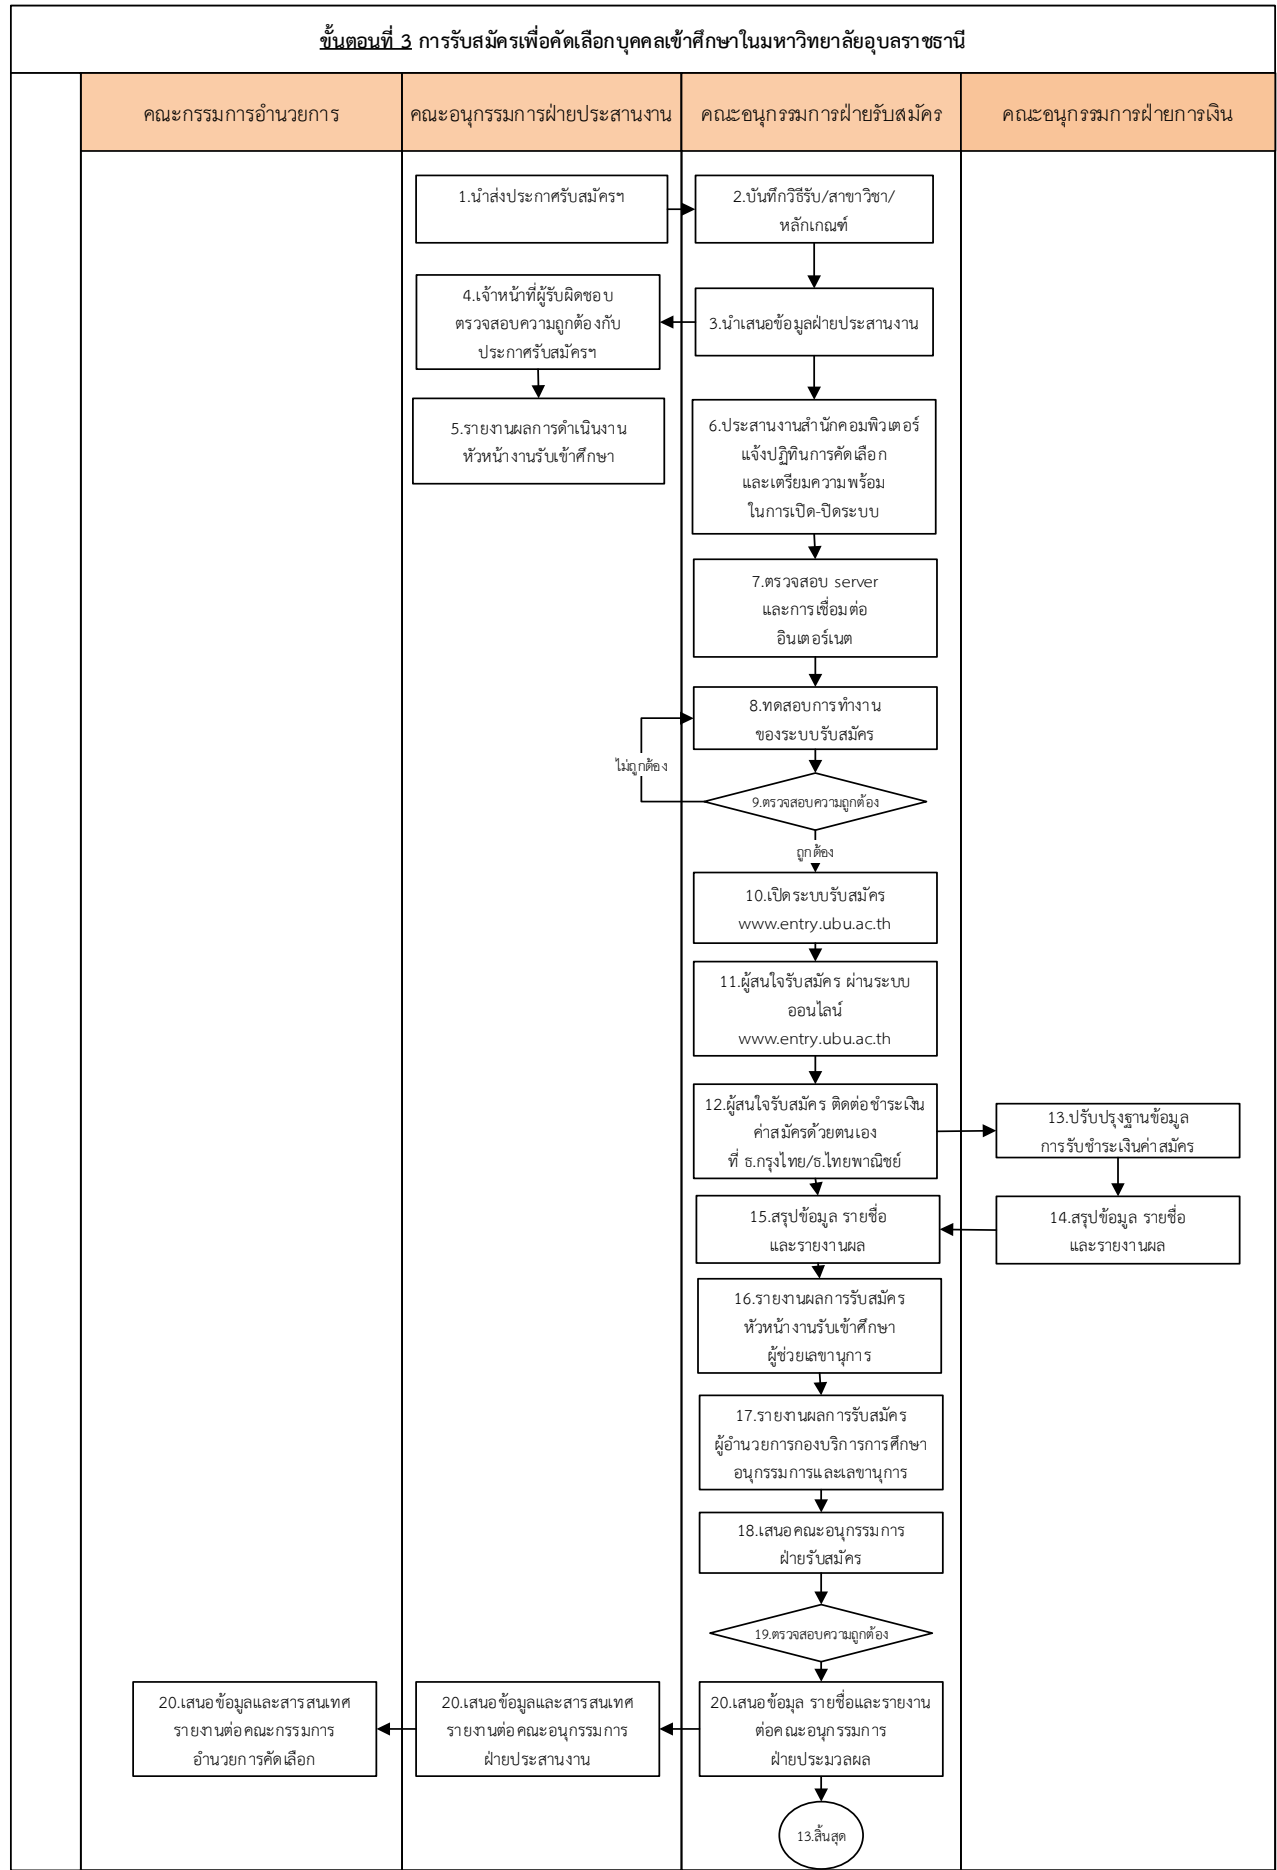 ขั้นตอนที่ 3 การรับสมัครเพื่อคัดเลือกบุคคลเข้าศึกษาในมหาวิทยาลัยอุบลราชธานี
คณะกรรมการอำนวยการ
คณะอนุกรรมการฝ่ายประสานงาน
คณะอนุกรรมการฝ่ายรับสมัคร
คณะอนุกรรมการฝ่ายการเงิน
1.นำส่งประกาศรับสมัครฯ
2.บันทึกวิธีรับ/สาขาวิชา/
หลักเกณฑ์
3.นำเสนอข้อมูลฝ่ายประสานงาน
4.เจ้าหน้าที่ผู้รับผิดชอบ
ตรวจสอบความถูกต้องกับ
ประกาศรับสมัครฯ
5.รายงานผลการดำเนินงาน
หัวหน้างานรับเข้าศึกษา
6.ประสานงานสำนักคอมพิวเตอร์
แจ้งปฏิทินการคัดเลือก
และเตรียมความพร้อม
ในการเปิด-ปิดระบบ
7.ตรวจสอบ server
และการเชื่อมต่อ
อินเตอร์เนต
8.ทดสอบการทำงาน
ของระบบรับสมัคร
ไม่ถูกต้อง
9.ตรวจสอบความถูกต้อง
ถูกต้อง
10.เปิดระบบรับสมัคร
www.entry.ubu.ac.th
11.ผู้สนใจรับสมัคร ผ่านระบบ
ออนไลน์
www.entry.ubu.ac.th
12.ผู้สนใจรับสมัคร ติดต่อชำระเงิน
ค่าสมัครด้วยตนเอง
ที่ ธ.กรุงไทย/ธ.ไทยพาณิชย์
13.ปรับปรุงฐานข้อมูล
การรับชำระเงินค่าสมัคร
14.สรุปข้อมูล รายชื่อ
และรายงานผล
15.สรุปข้อมูล รายชื่อ
และรายงานผล
16.รายงานผลการรับสมัคร
หัวหน้างานรับเข้าศึกษา
ผู้ช่วยเลขานุการ
17.รายงานผลการรับสมัคร
ผู้อำนวยการกองบริการการศึกษา
อนุกรรมการและเลขานุการ
18.เสนอคณะอนุกรรมการ
ฝ่ายรับสมัคร
19.ตรวจสอบความถูกต้อง
20.เสนอข้อมูล รายชื่อและรายงาน
ต่อคณะอนุกรรมการ
ฝ่ายประมวลผล
20.เสนอข้อมูลและสารสนเทศ
รายงานต่อคณะอนุกรรมการ
ฝ่ายประสานงาน
20.เสนอข้อมูลและสารสนเทศ
รายงานต่อคณะกรรมการ
อำนวยการคัดเลือก
13.สิ้นสุด